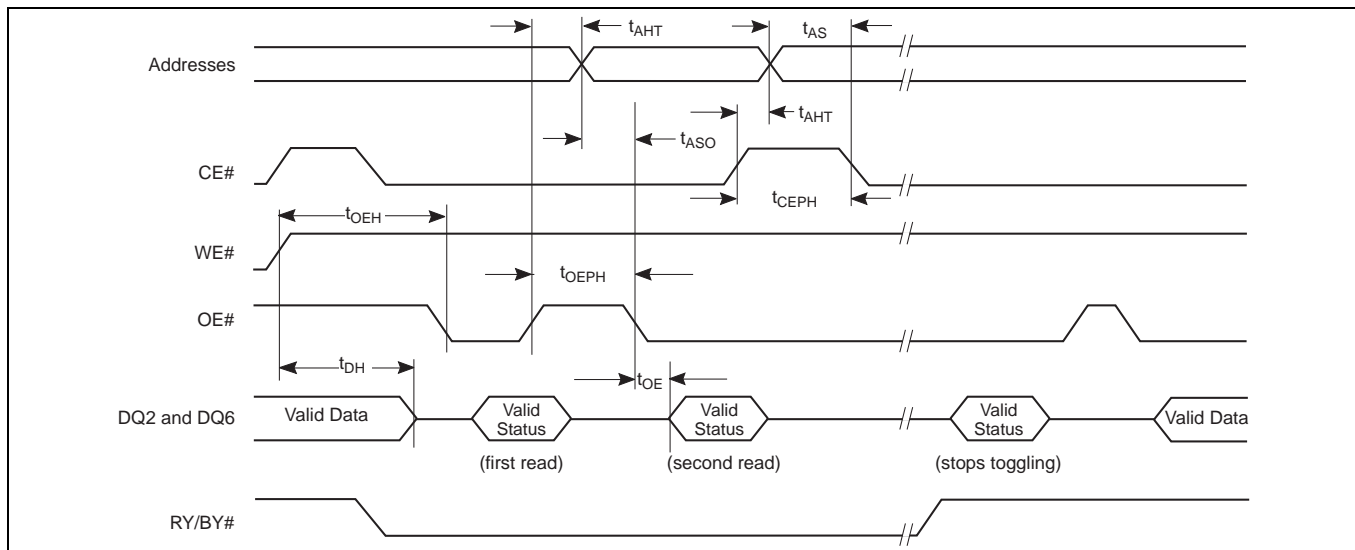 tAHT
tAS
Addresses
tAHT
tASO
CE#
tCEPH
tOEH
WE#
tOEPH
OE#
tDH
tOE
DQ2 and DQ6
Valid Data
Valid
Status
Valid
Status
Valid
Status
Valid Data
(first read)
(second read)
(stops toggling)
RY/BY#